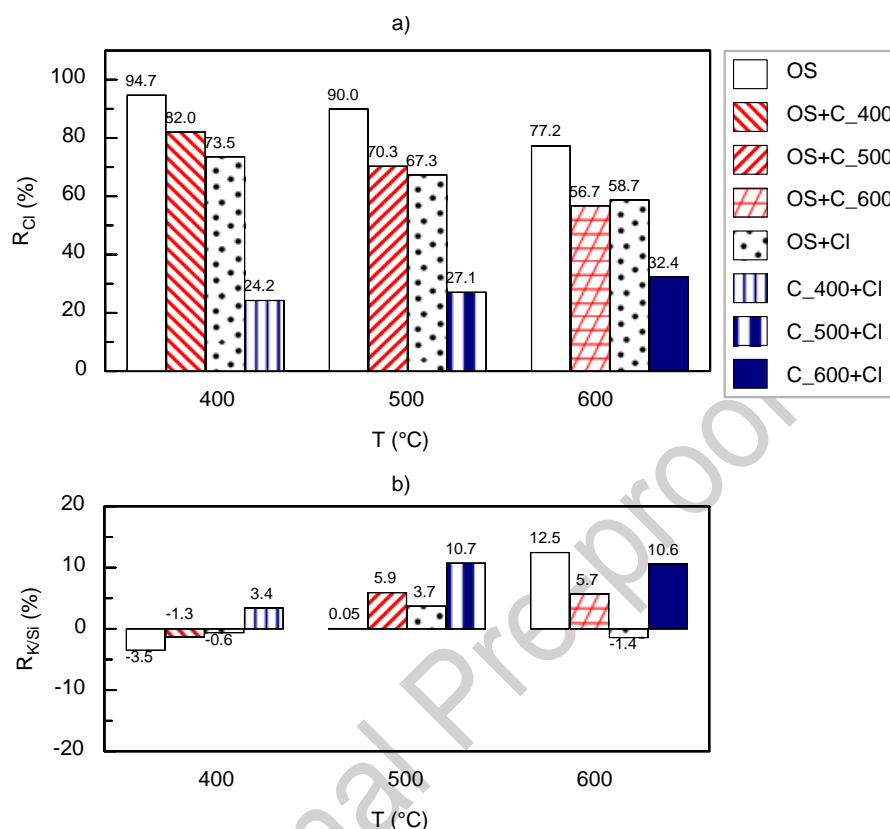 a)
100
80
60
40
20
0
R_Cl (%)
94.7
82.0
73.5
24.2
90.0
70.3
67.3
27.1
77.2
56.7
58.7
32.4
400
500
600
T (°C)
OS
OS+C_400
OS+C_500
OS+C_600
OS+Cl
C_400+Cl
C_500+Cl
C_600+Cl
b)
20
10
0
-10
-20
R_K/Si (%)
-3.5
-1.3
-0.6
3.4
0.05
5.9
3.7
10.7
12.5
5.7
-1.4
10.6
400
500
600
T (°C)
nal Pre-proof